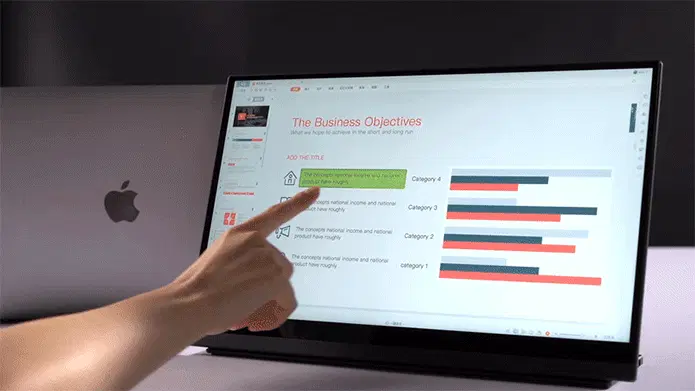 The Business Objectives
What we hope to achieve in the short and long run
ADD THE TITLE
The concepts national income and national
product have roughly
Category 4
concepts national income and national
product have roughly
Category 3
The concepts national income and national
product have roughly
Category 2
The concepts national income and national
product have roughly
category 1